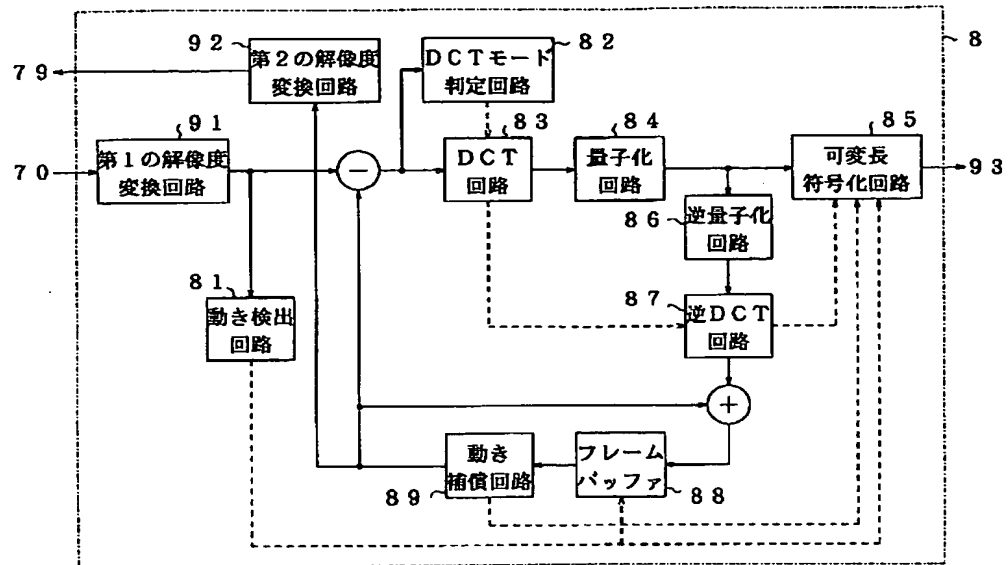 92
第2の解像度
変換回路
82
DCTモード
判定回路
8
79
91
第1の解像度
変換回路
70
83
DCT
回路
84
量子化
回路
85
可変長
符号化回路
93
86
逆量子化
回路
81
動き検出
回路
87
逆DCT
回路
動き
補償回路
89
フレーム
バッファ
88